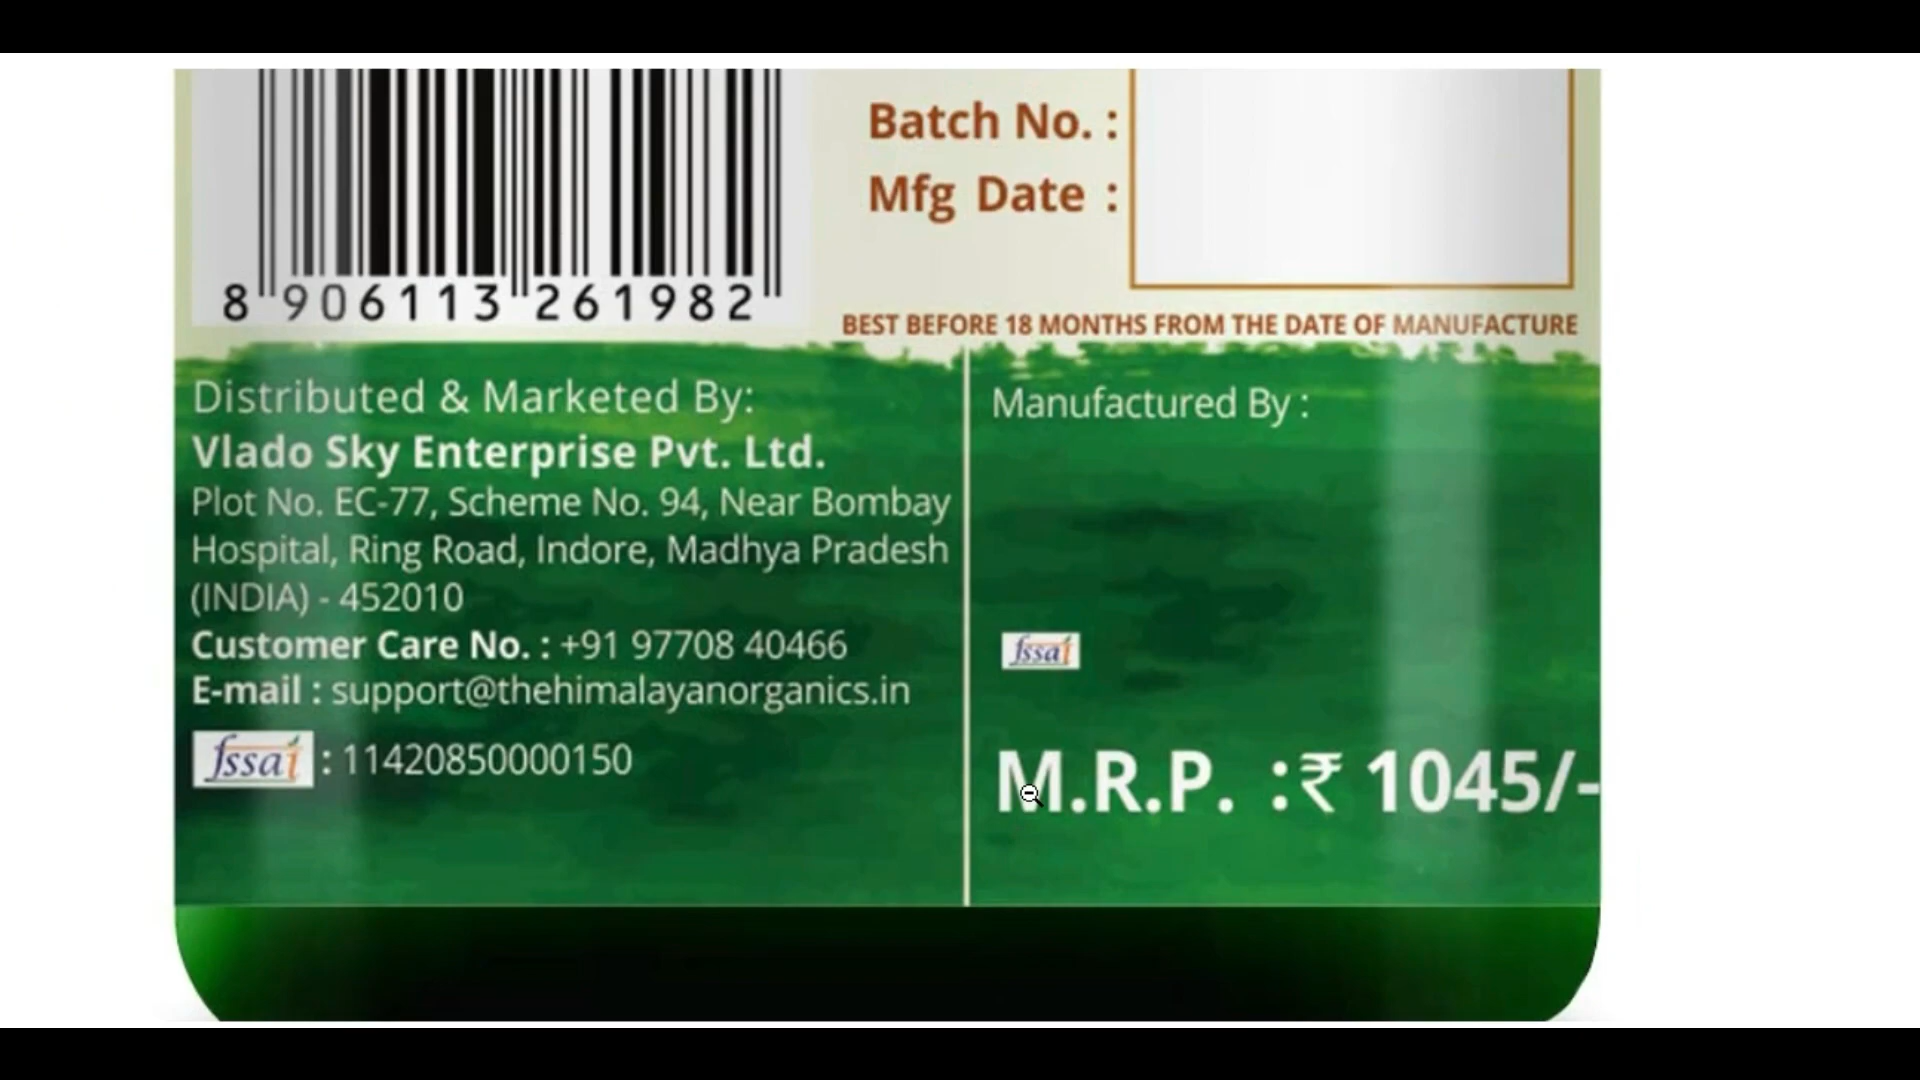 8 906113 261982
Batch No. :
Mfg Date :
BEST BEFORE 18 MONTHS FROM THE DATE OF MANUFACTURE
Distributed & Marketed By:
Vlado Sky Enterprise Pvt. Ltd.
Plot No. EC-77, Scheme No. 94, Near Bombay
Hospital, Ring Road, Indore, Madhya Pradesh
(INDIA) - 452010
Customer Care No. : +91 97708 40466
E-mail : support@thehimalayanorganics.in
fssai : 11420850000150
Manufactured By :
fssai
M.R.P. :₹ 1045/-